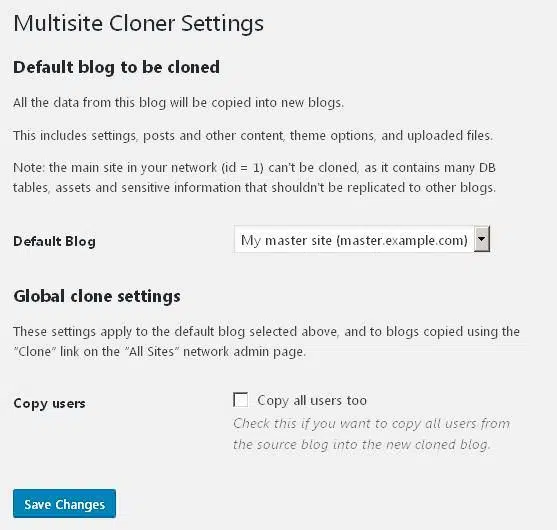 Multisite Cloner Settings
Default blog to be cloned
All the data from this blog will be copied into new blogs.
This includes settings, posts and other content, theme options, and uploaded files.
Note: the main site in your network (id = 1) can't be cloned, as it contains many DB
tables, assets and sensitive information that shouldn't be replicated to other blogs.
Default Blog
My master site (master.example.com)
Global clone settings
These settings apply to the default blog selected above, and to blogs copied using the
"Clone" link on the "All Sites" network admin page.
Copy users
Copy all users too
Check this if you want to copy all users from
the source blog into the new cloned blog.
Save Changes